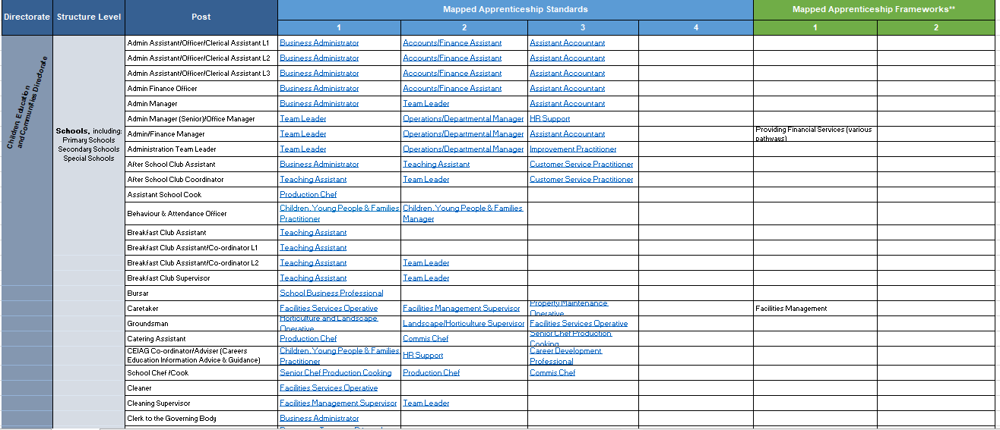 Directorate Structure Level Post Mapped Apprenticeship Standards Mapped Apprenticeship Frameworks**
1 2 3 4 1 2
Children, Education
and Communities Directorate
Schools, including:
Primary Schools
Secondary Schools
Special Schools
Admin Assistant/Officer/Clerical Assistant L1 Business Administrator Accounts/Finance Assistant Assistant Accountant
Admin Assistant/Officer/Clerical Assistant L2 Business Administrator Accounts/Finance Assistant Assistant Accountant
Admin Assistant/Officer/Clerical Assistant L3 Business Administrator Accounts/Finance Assistant Assistant Accountant
Admin Finance Officer Business Administrator Accounts/Finance Assistant Assistant Accountant
Admin Manager Business Administrator Team Leader Assistant Accountant
Admin Manager (Senior)/Office Manager Team Leader Operations/Departmental Manager HR Support
Admin/Finance Manager Team Leader Operations/Departmental Manager Assistant Accountant Providing Financial Services (various
pathways)
Administration Team Leader Team Leader Operations/Departmental Manager Improvement Practitioner
After School Club Assistant Business Administrator Teaching Assistant Customer Service Practitioner
After School Club Coordinator Teaching Assistant Team Leader Customer Service Practitioner
Assistant School Cook Production Chef
Behaviour & Attendance Officer Children, Young People & Families Children, Young People & Families
Practitioner Manager
Breakfast Club Assistant Teaching Assistant
Breakfast Club Assistant/Co-ordinator L1 Teaching Assistant
Breakfast Club Assistant/Co-ordinator L2 Teaching Assistant Team Leader
Breakfast Club Supervisor Teaching Assistant Team Leader
Bursar School Business Professional
Caretaker Facilities Services Operative Facilities Management Supervisor Property Maintenance
Operative Facilities Management
Groundsman Horticulture and Landscape
Operative Landscape/Horticulture Supervisor Facilities Services Operative
Catering Assistant Production Chef Commis Chef Senior Chef Production
Cooking
CEIAG Co-ordinator/Adviser (Careers Children, Young People & Families HR Support Career Development
Education Information Advice & Guidance) Practitioner Professional
School Chef /Cook Senior Chef Production Cooking Production Chef Commis Chef
Cleaner Facilities Services Operative
Cleaning Supervisor Facilities Management Supervisor Team Leader
Clerk to the Governing Body Business Administrator